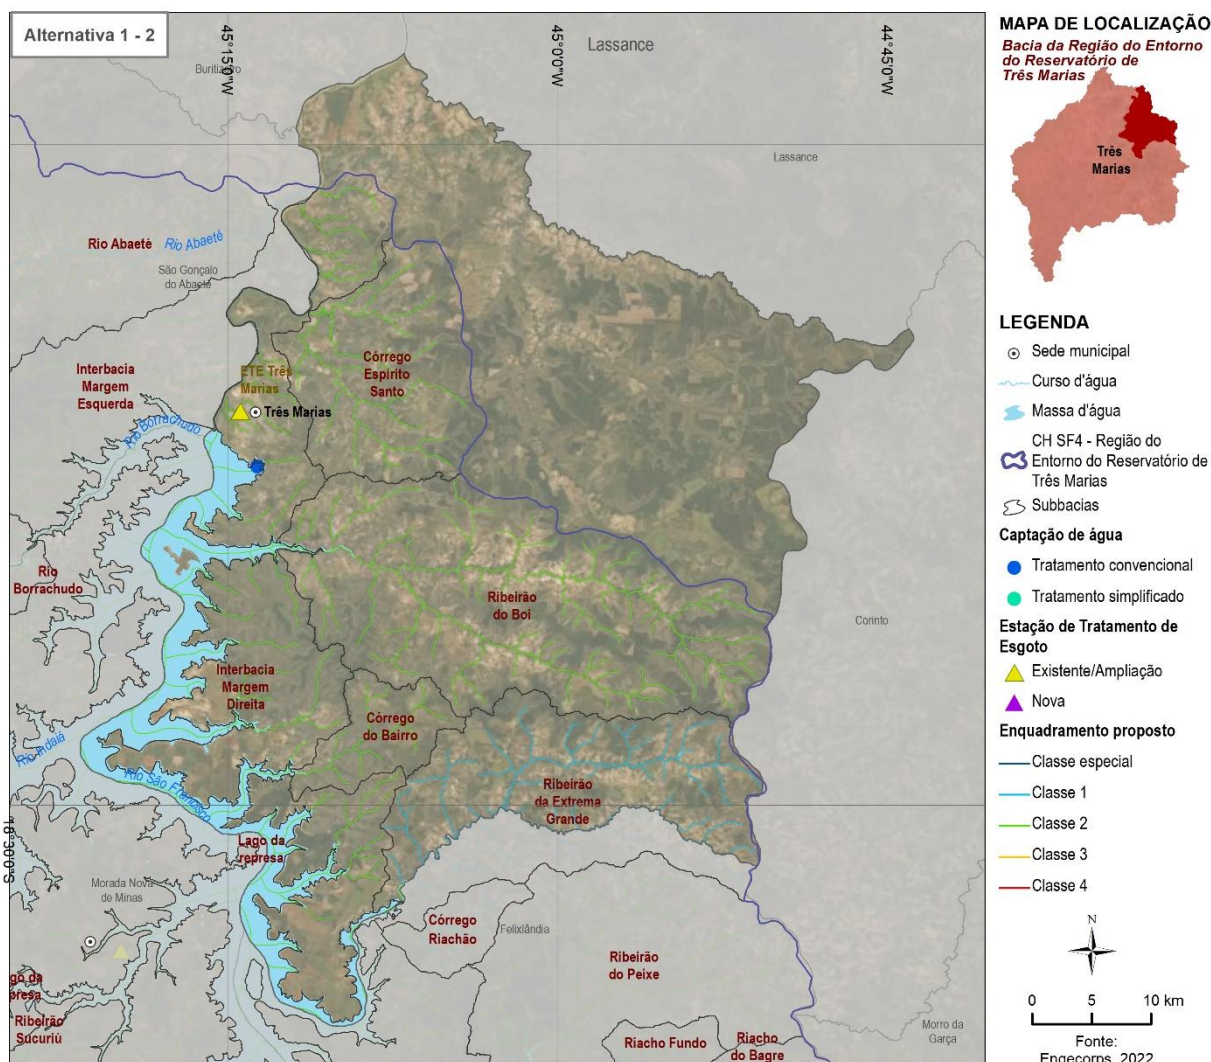 Alternativa 1 - 2
45°15'0"W
45°0'0"W
44°45'0"W
Lassance
Buritizeiro
Lassance
Rio Abaeté
Rio Abaeté
São Gonçalo
do Abaeté
Interbacia
Margem
Esquerda
ETE Três
Marias
Três Marias
Córrego
Espirito
Santo
Rio Borrachudo
Rio
Borrachudo
Ribeirão
do Boi
Corinto
Interbacia
Margem
Direita
Córrego
do Bairro
Rio Indaiá
Rio São Francisco
Ribeirão
da Extrema
Grande
18°30'0"S
Lago da
represa
Morada Nova
de Minas
Córrego
Riachão
Felixlândia
Ribeirão
do Peixe
go da
presa
Ribeirão
Sucuriú
Riacho Fundo
Riacho
do Bagre
Morro da
Garça
MAPA DE LOCALIZAÇÃO
Bacia da Região do Entorno
do Reservatório de
Três Marias
Três
Marias
LEGENDA
Sede municipal
Curso d'água
Massa d'água
CH SF4 - Região do
Entorno do Reservatório de
Três Marias
Subbacias
Captação de água
Tratamento convencional
Tratamento simplificado
Estação de Tratamento de
Esgoto
Existente/Ampliação
Nova
Enquadramento proposto
Classe especial
Classe 1
Classe 2
Classe 3
Classe 4
N
0 5 10 km
Fonte:
Engecorps, 2022